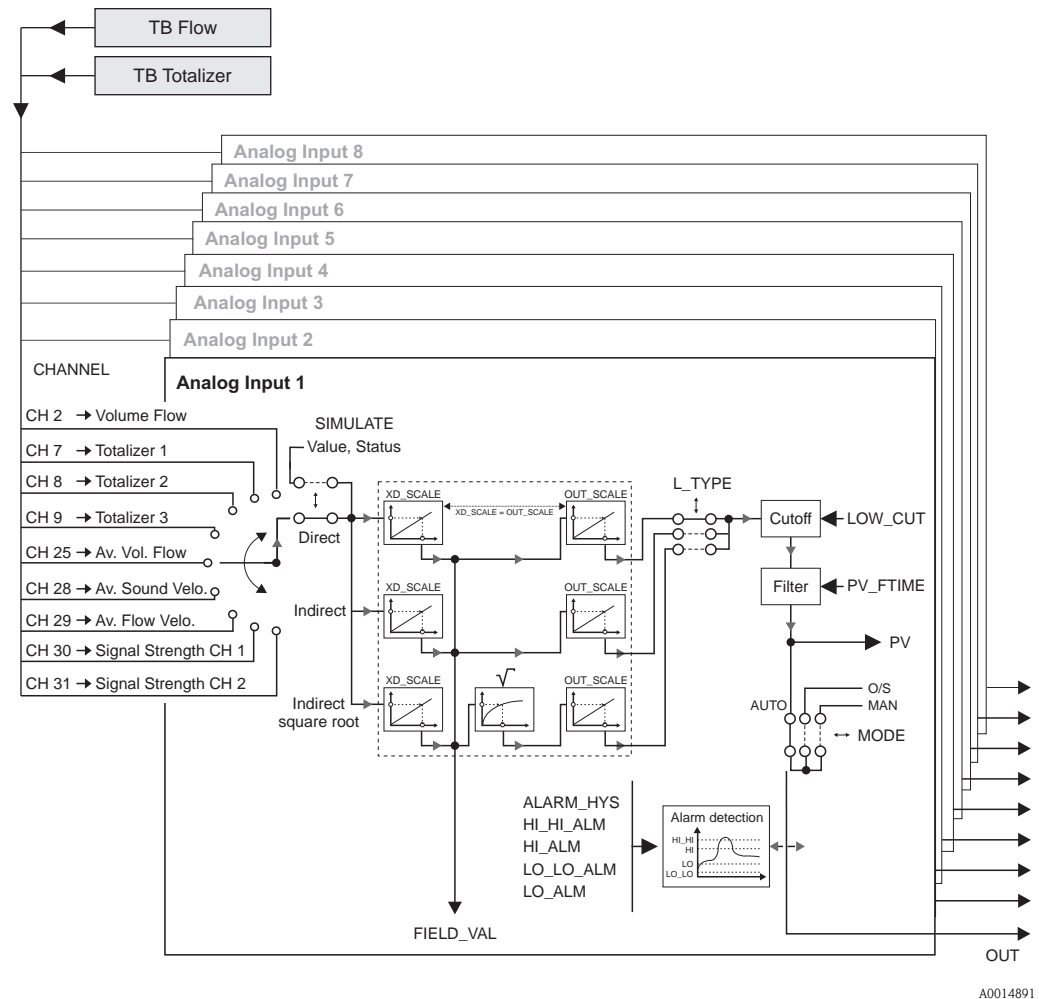 TB Flow
TB Totalizer
Analog Input 8
Analog Input 7
Analog Input 6
Analog Input 5
Analog Input 4
Analog Input 3
Analog Input 2
CHANNEL
Analog Input 1
CH 2 → Volume Flow
CH 7 → Totalizer 1
CH 8 → Totalizer 2
CH 9 → Totalizer 3
CH 25 → Av. Vol. Flow
CH 28 → Av. Sound Velo.
CH 29 → Av. Flow Velo.
CH 30 → Signal Strength CH 1
CH 31 → Signal Strength CH 2
SIMULATE
Value, Status
Direct
Indirect
Indirect
square root
XD_SCALE
XD_SCALE = OUT_SCALE
OUT_SCALE
XD_SCALE
OUT_SCALE
XD_SCALE
√
OUT_SCALE
L_TYPE
Cutoff
LOW_CUT
Filter
PV_FTIME
PV
O/S
AUTO
MAN
↔ MODE
ALARM_HYS
HI_HI_ALM
HI_ALM
LO_LO_ALM
LO_ALM
Alarm detection
HI_HI
HI
LO
LO_LO
FIELD_VAL
OUT
A0014891